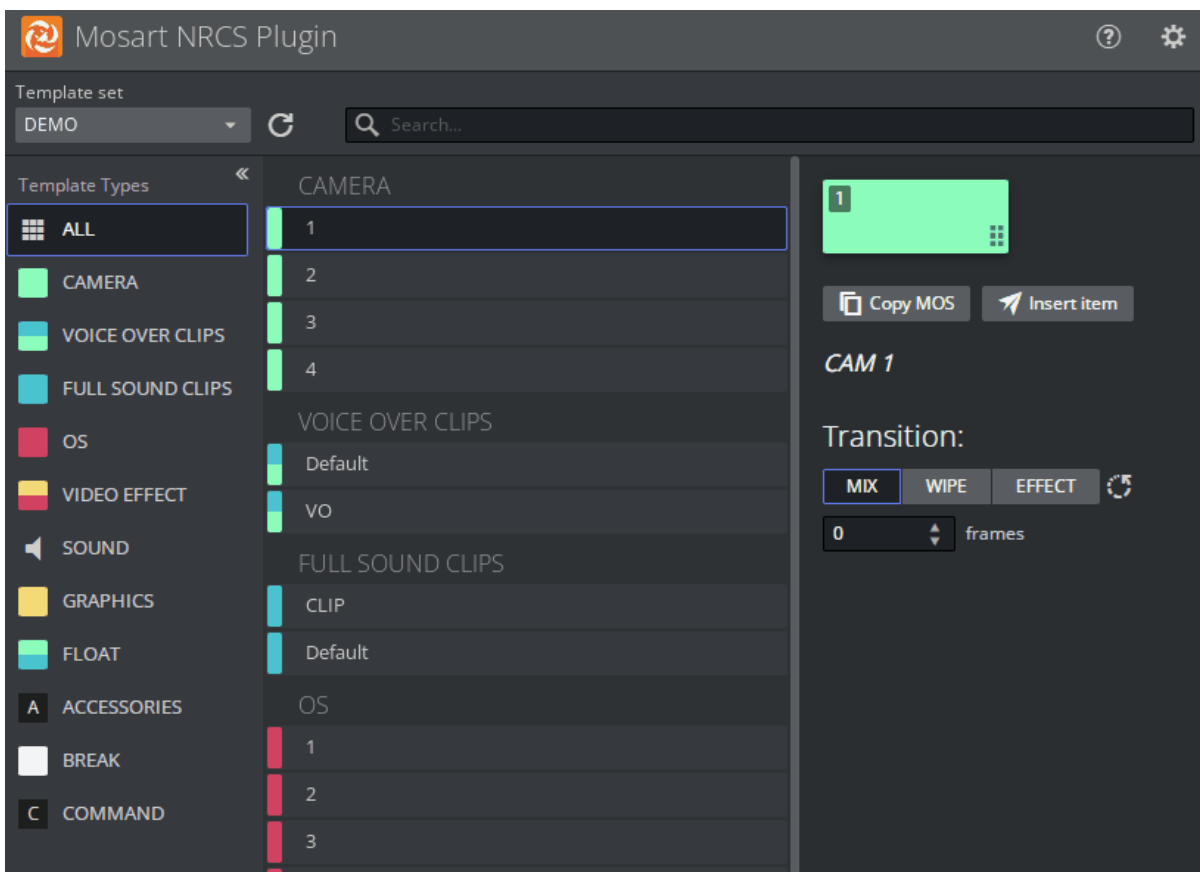 Mosart NRCS Plugin
Template set
DEMO
Search...
Template Types
ALL
CAMERA
VOICE OVER CLIPS
FULL SOUND CLIPS
OS
VIDEO EFFECT
SOUND
GRAPHICS
FLOAT
A ACCESSORIES
BREAK
C COMMAND
CAMERA
1
2
3
4
VOICE OVER CLIPS
Default
VO
FULL SOUND CLIPS
CLIP
Default
OS
1
2
3
1
Copy MOS Insert item
CAM 1
Transition:
MIX WIPE EFFECT
0 frames